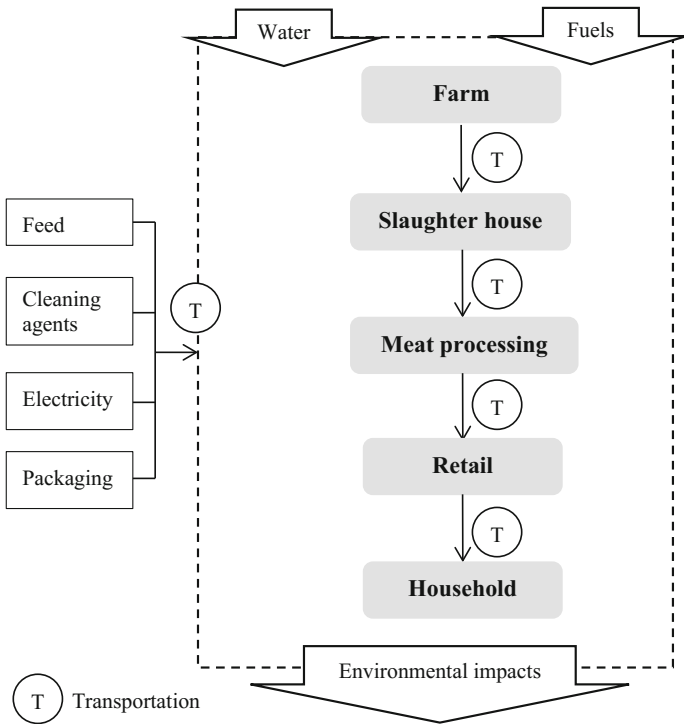 Water
Fuels
Farm
T
Slaughter house
Feed
T
Cleaning
agents
T
Meat processing
Electricity
T
Retail
Packaging
T
Household
Environmental impacts
T Transportation